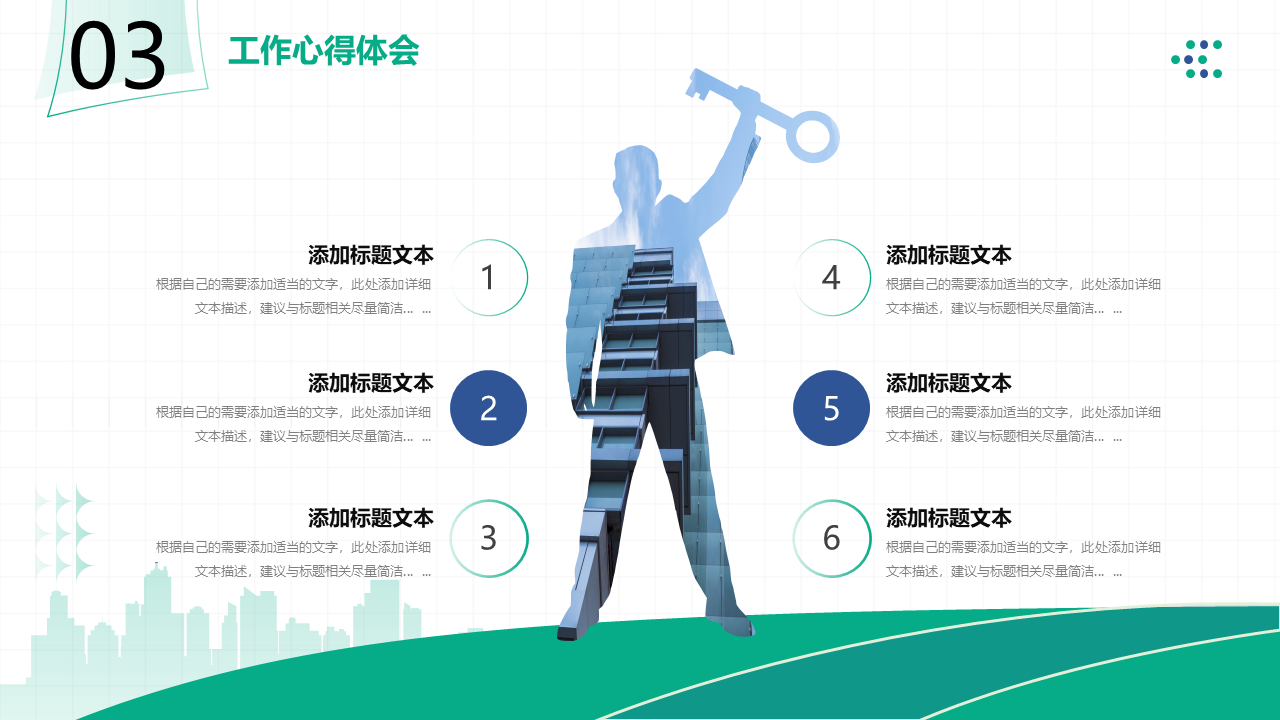 03
工作心得体会
添加标题文本
根据自己的需要添加适当的文字，此处添加详细
文本描述，建议与标题相关尽量简洁... ...
1
添加标题文本
根据自己的需要添加适当的文字，此处添加详细
文本描述，建议与标题相关尽量简洁... ...
2
添加标题文本
根据自己的需要添加适当的文字，此处添加详细
文本描述，建议与标题相关尽量简洁... ...
3
4
添加标题文本
根据自己的需要添加适当的文字，此处添加详细
文本描述，建议与标题相关尽量简洁... ...
5
添加标题文本
根据自己的需要添加适当的文字，此处添加详细
文本描述，建议与标题相关尽量简洁... ...
6
添加标题文本
根据自己的需要添加适当的文字，此处添加详细
文本描述，建议与标题相关尽量简洁... ...